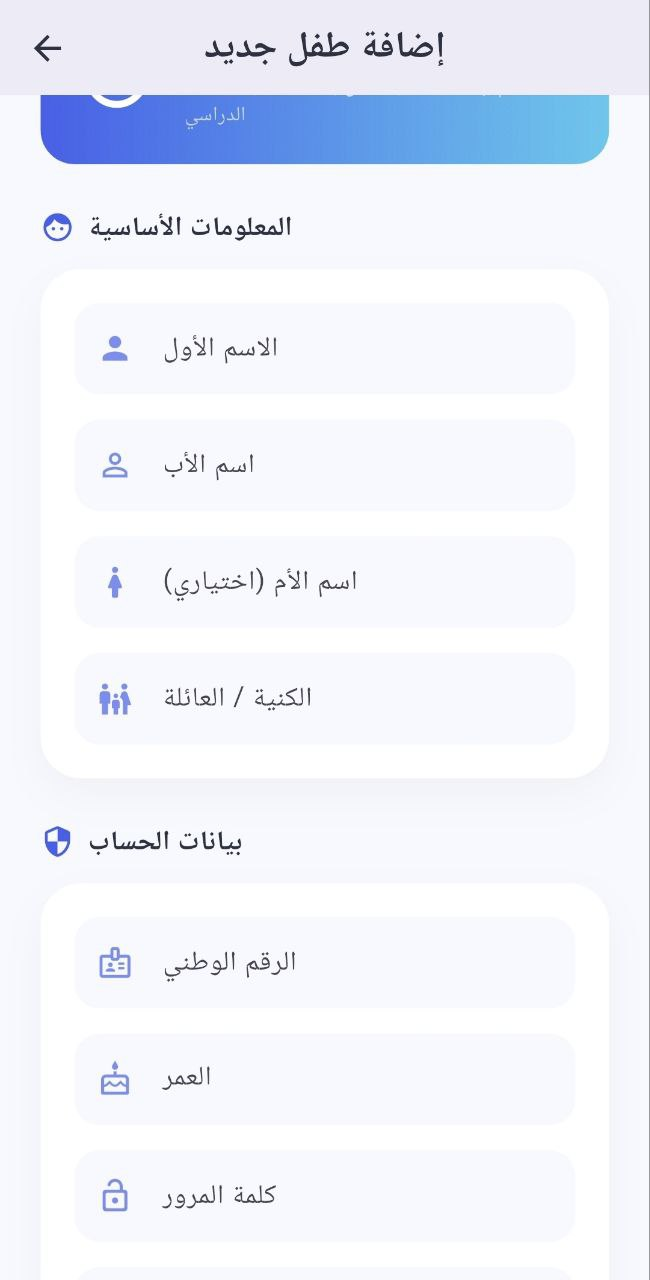 إضافة طفل جديد
الدراسي
المعلومات الأساسية
الاسم الأول
اسم الأب
اسم الأم (اختياري)
الكنية / العائلة
بيانات الحساب
الرقم الوطني
العمر
كلمة المرور